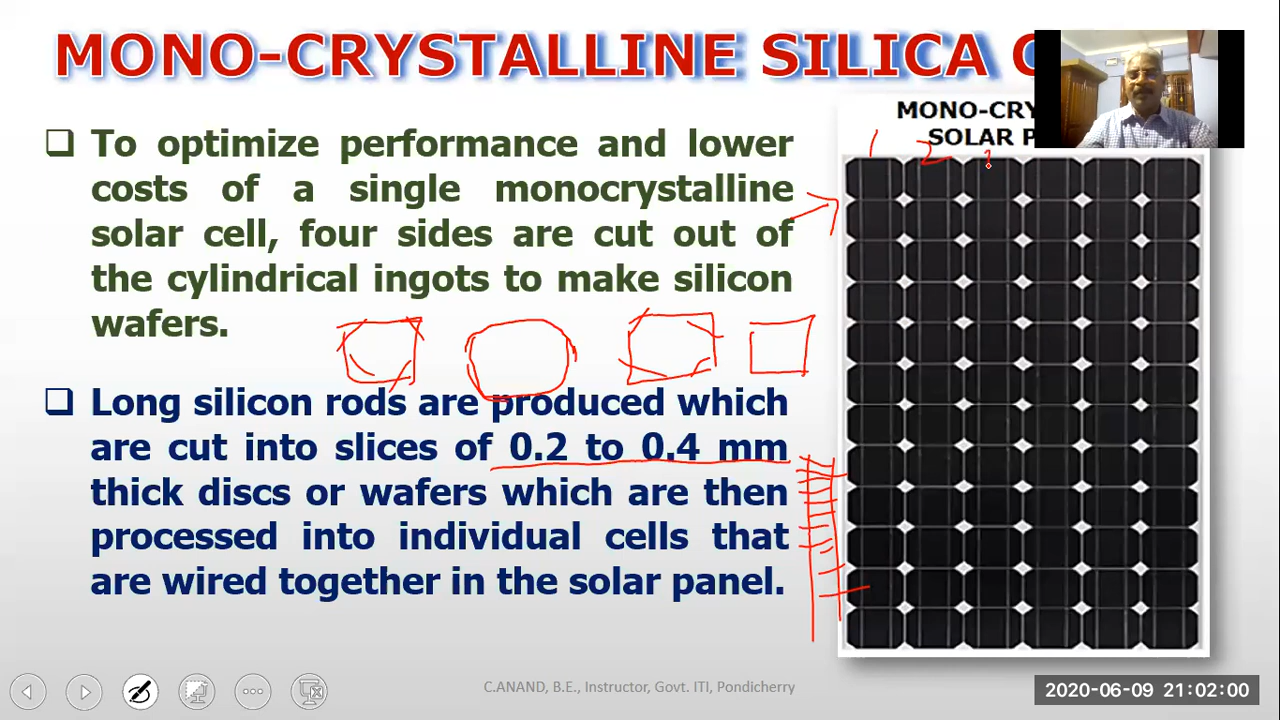 MONO-CRYSTALLINE SILICA
MONO-CRY
SOLAR P
1 2
❑ To optimize performance and lower
costs of a single monocrystalline
solar cell, four sides are cut out of
the cylindrical ingots to make silicon
wafers.
❑ Long silicon rods are produced which
are cut into slices of 0.2 to 0.4 mm
thick discs or wafers which are then
processed into individual cells that
are wired together in the solar panel.
C.ANAND, B.E., Instructor, Govt. ITI, Pondicherry
2020-06-09 21:02:00